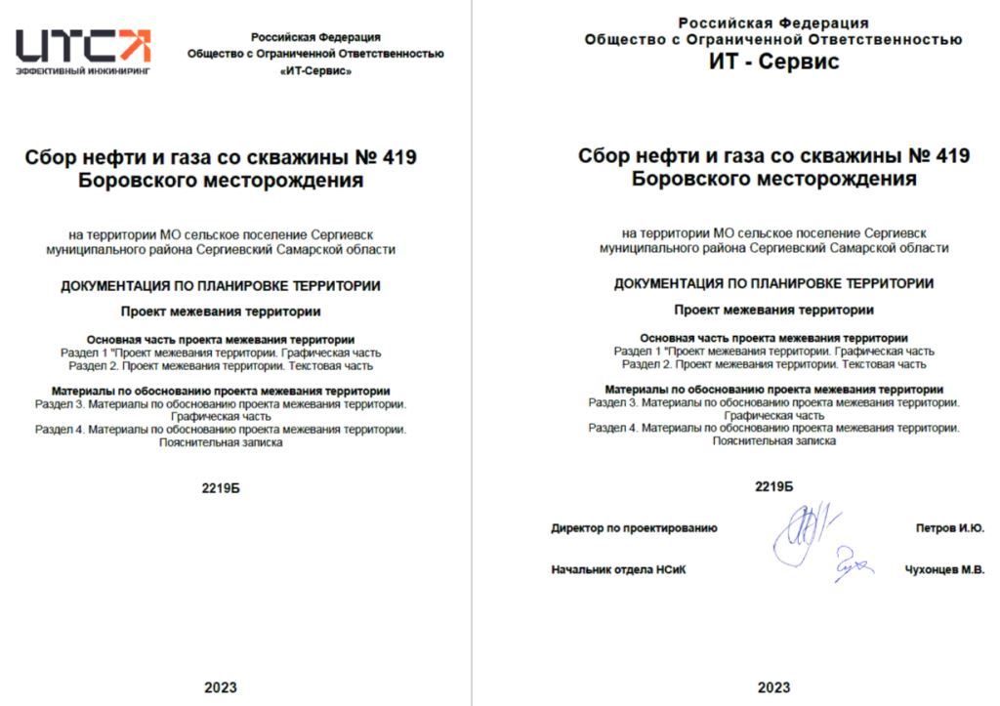 ИТС
ЭФФЕКТИВНЫЙ ИНЖИНИРИНГ
Российская Федерация
Общество с Ограниченной Ответственностью
«ИТ-Сервис»
Сбор нефти и газа со скважины № 419
Боровского месторождения
на территории МО сельское поселение Сергиевск
муниципального района Сергиевский Самарской области
ДОКУМЕНТАЦИЯ ПО ПЛАНИРОВКЕ ТЕРРИТОРИИ
Проект межевания территории
Основная часть проекта межевания территории
Раздел 1 "Проект межевания территории. Графическая часть
Раздел 2. Проект межевания территории. Текстовая часть
Материалы по обоснованию проекта межевания территории
Раздел 3. Материалы по обоснованию проекта межевания территории.
Графическая часть
Раздел 4. Материалы по обоснованию проекта межевания территории.
Пояснительная записка
2219Б
2023
Российская Федерация
Общество с Ограниченной Ответственностью
ИТ - Сервис
Сбор нефти и газа со скважины № 419
Боровского месторождения
на территории МО сельское поселение Сергиевск
муниципального района Сергиевский Самарской области
ДОКУМЕНТАЦИЯ ПО ПЛАНИРОВКЕ ТЕРРИТОРИИ
Проект межевания территории
Основная часть проекта межевания территории
Раздел 1 "Проект межевания территории. Графическая часть
Раздел 2. Проект межевания территории. Текстовая часть
Материалы по обоснованию проекта межевания территории
Раздел 3. Материалы по обоснованию проекта межевания территории.
Графическая часть
Раздел 4. Материалы по обоснованию проекта межевания территории.
Пояснительная записка
2219Б
Директор по проектированию Петров И.Ю.
Начальник отдела НСиК Чухонцев М.В.
2023